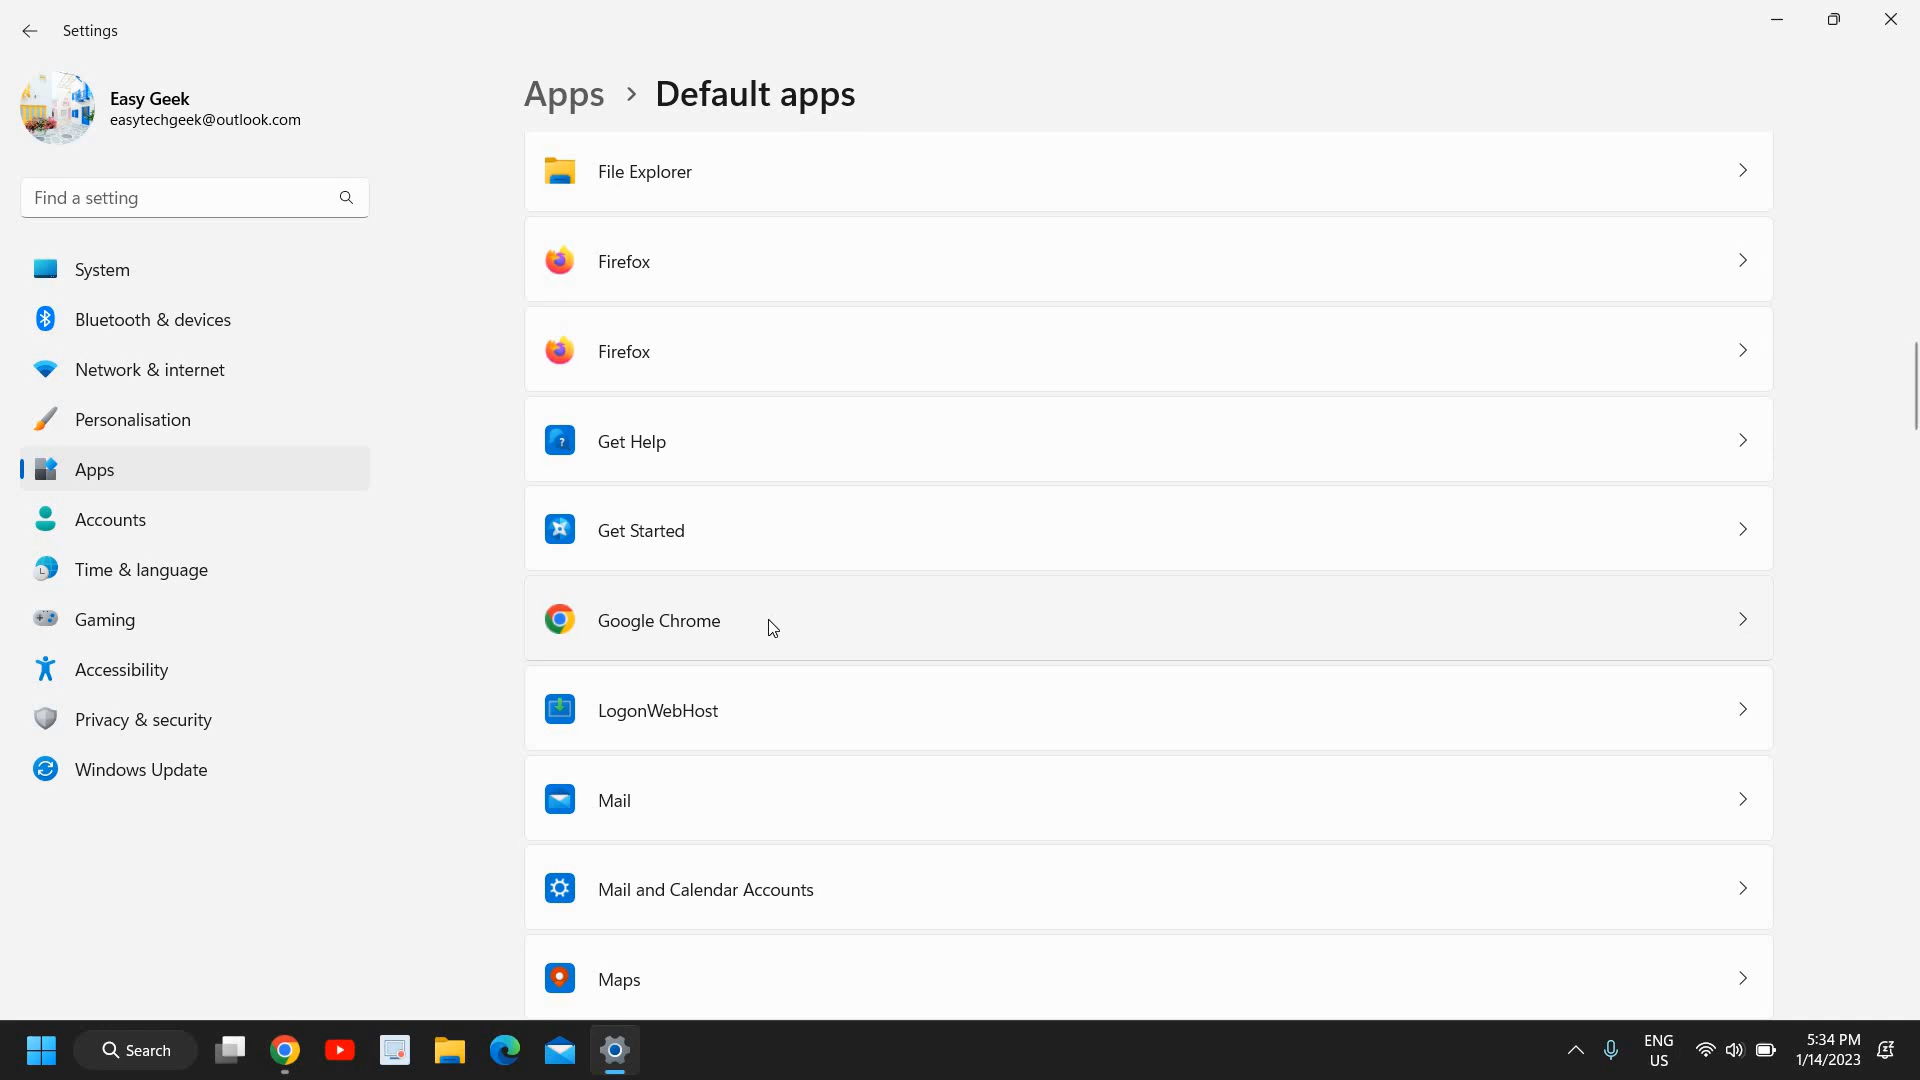 Settings
Easy Geek
easytechgeek@outlook.com
Find a setting
System
Bluetooth & devices
Network & internet
Personalisation
Apps
Accounts
Time & language
Gaming
Accessibility
Privacy & security
Windows Update
Apps > Default apps
File Explorer
Firefox
Firefox
Get Help
Get Started
Google Chrome
LogonWebHost
Mail
Mail and Calendar Accounts
Maps
Search
ENG
US
5:34 PM
1/14/2023